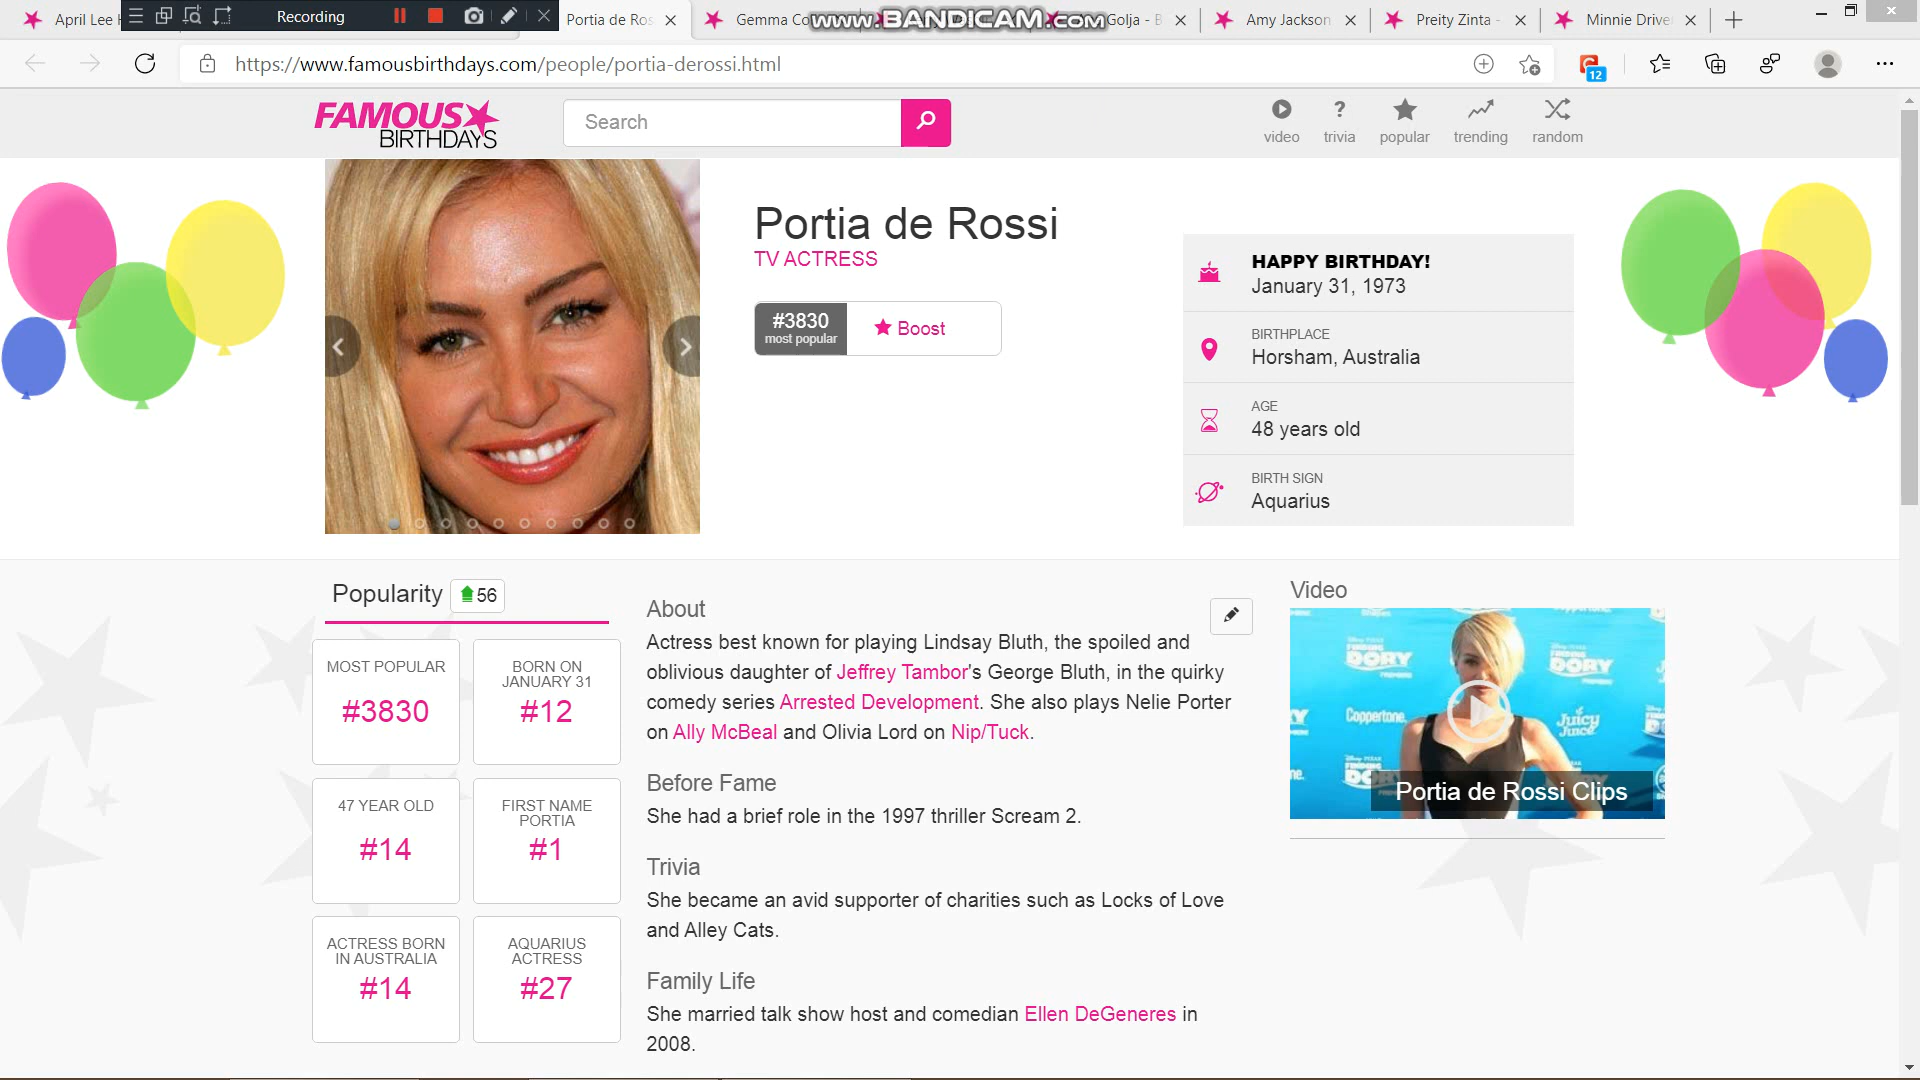 April Lee
Recording
Portia de Ros
Gemma Co
www.BANDICAM.com
Golja - B
Amy Jackson
Preity Zinta -
Minnie Drive
https://www.famousbirthdays.com/people/portia-derossi.html
12
FAMOUS
BIRTHDAYS
Search
video
trivia
popular
trending
random
Portia de Rossi
TV ACTRESS
#3830
most popular
Boost
HAPPY BIRTHDAY!
January 31, 1973
BIRTHPLACE
Horsham, Australia
AGE
48 years old
BIRTH SIGN
Aquarius
Popularity
56
MOST POPULAR
#3830
BORN ON
JANUARY 31
#12
47 YEAR OLD
#14
FIRST NAME
PORTIA
#1
ACTRESS BORN
IN AUSTRALIA
#14
AQUARIUS
ACTRESS
#27
About
Actress best known for playing Lindsay Bluth, the spoiled and
oblivious daughter of Jeffrey Tambor's George Bluth, in the quirky
comedy series Arrested Development. She also plays Nelie Porter
on Ally McBeal and Olivia Lord on Nip/Tuck.
Before Fame
She had a brief role in the 1997 thriller Scream 2.
Trivia
She became an avid supporter of charities such as Locks of Love
and Alley Cats.
Family Life
She married talk show host and comedian Ellen DeGeneres in
2008.
Video
FINDING
DORY
FINDING
DORY
Coppertone
Juicy
Juice
Portia de Rossi Clips